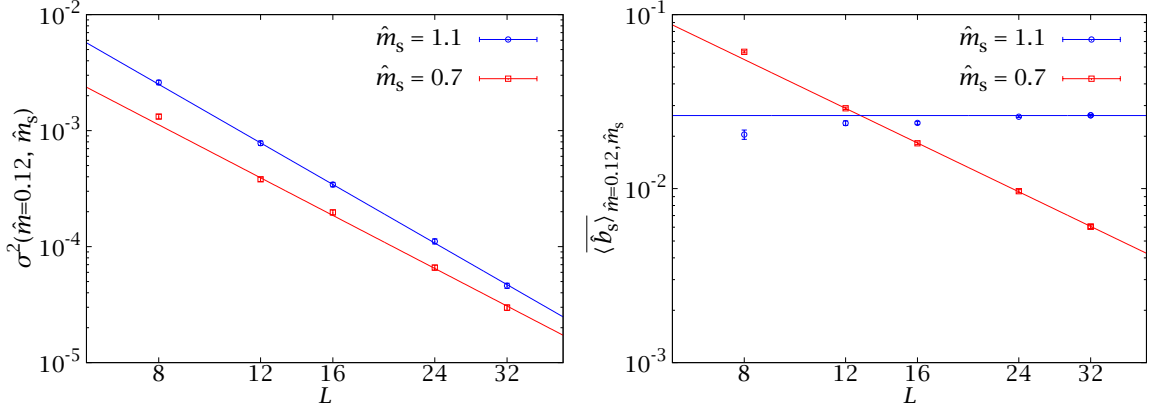 10⁻²
10⁻³
10⁻⁴
10⁻⁵
σ²(m̂=0.12, m̂ₛ)
m̂ₛ = 1.1
m̂ₛ = 0.7
8 12 16 24 32
L
10⁻¹
10⁻²
10⁻³
⟨b̂ₛ⟩ m̂=0.12,m̂ₛ
m̂ₛ = 1.1
m̂ₛ = 0.7
8 12 16 24 32
L